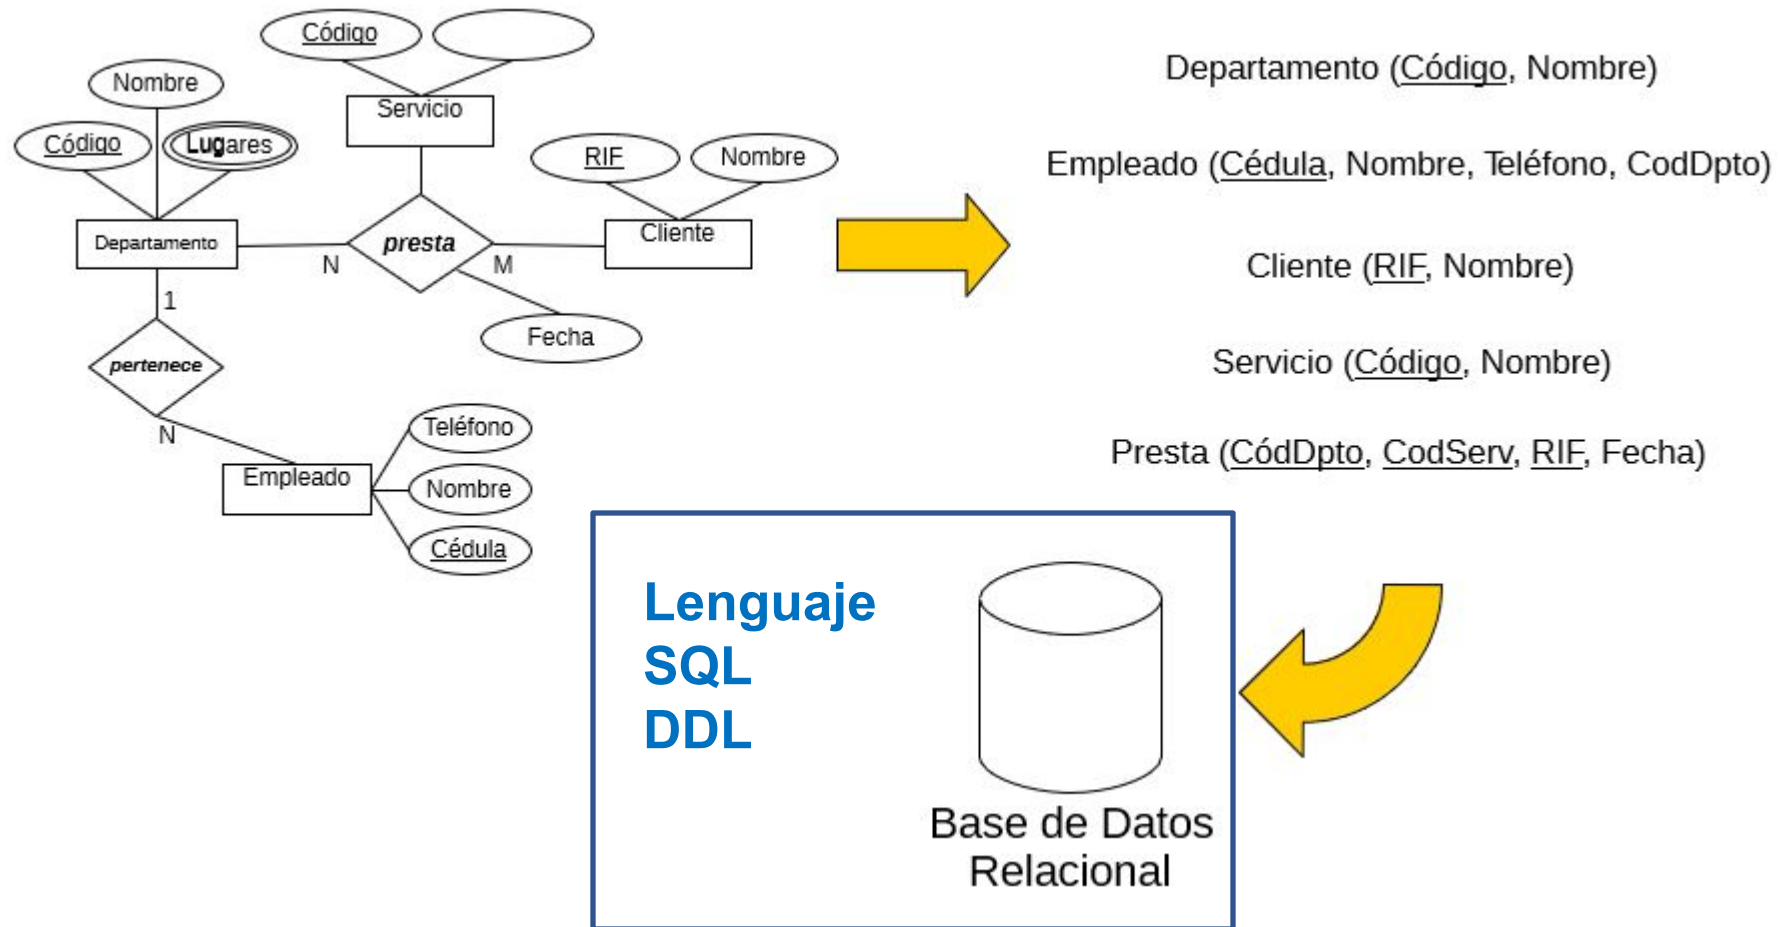 Código
Nombre
Código
Lugares
Servicio
RIF
Nombre
Departamento
presta
Cliente
N
M
1
Fecha
pertenece
N
Teléfono
Empleado
Nombre
Cédula
Departamento (Código, Nombre)
Empleado (Cédula, Nombre, Teléfono, CodDpto)
Cliente (RIF, Nombre)
Servicio (Código, Nombre)
Presta (CódDpto, CodServ, RIF, Fecha)
Lenguaje
SQL
DDL
Base de Datos
Relacional